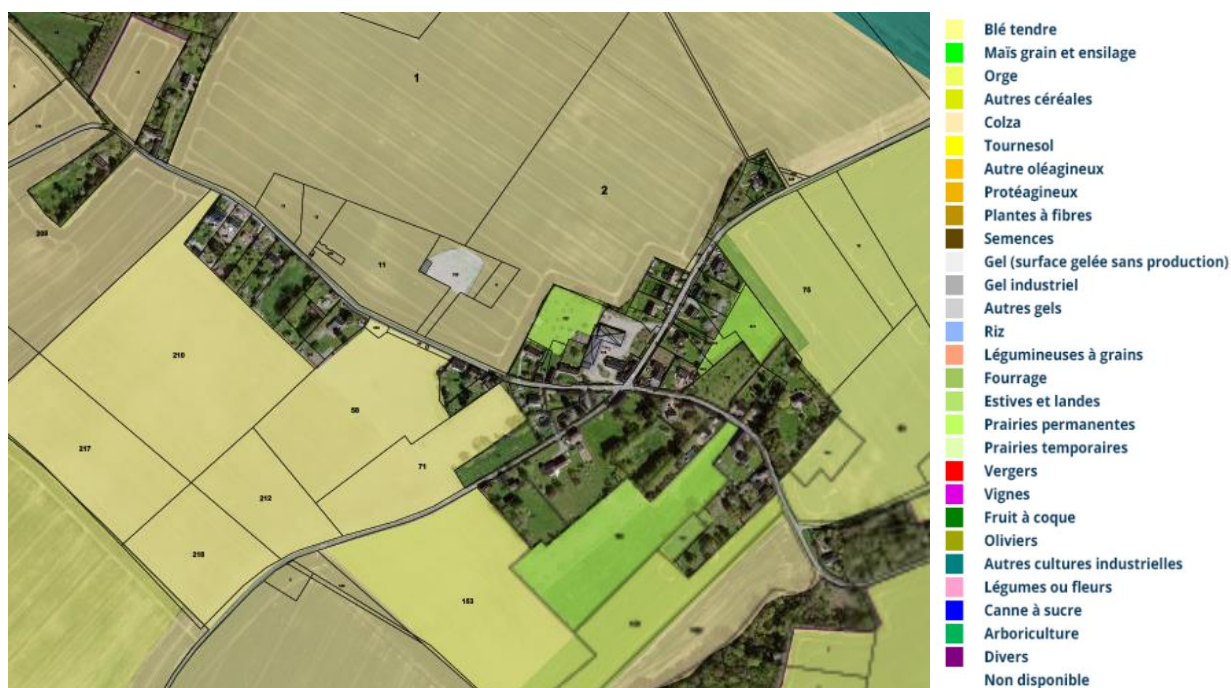 1
2
11
75
208
210
58
217
71
212
218
153
Blé tendre
Maïs grain et ensilage
Orge
Autres céréales
Colza
Tournesol
Autre oléagineux
Protéagineux
Plantes à fibres
Semences
Gel (surface gelée sans production)
Gel industriel
Autres gels
Riz
Légumineuses à grains
Fourrage
Estives et landes
Prairies permanentes
Prairies temporaires
Vergers
Vignes
Fruit à coque
Oliviers
Autres cultures industrielles
Légumes ou fleurs
Canne à sucre
Arboriculture
Divers
Non disponible